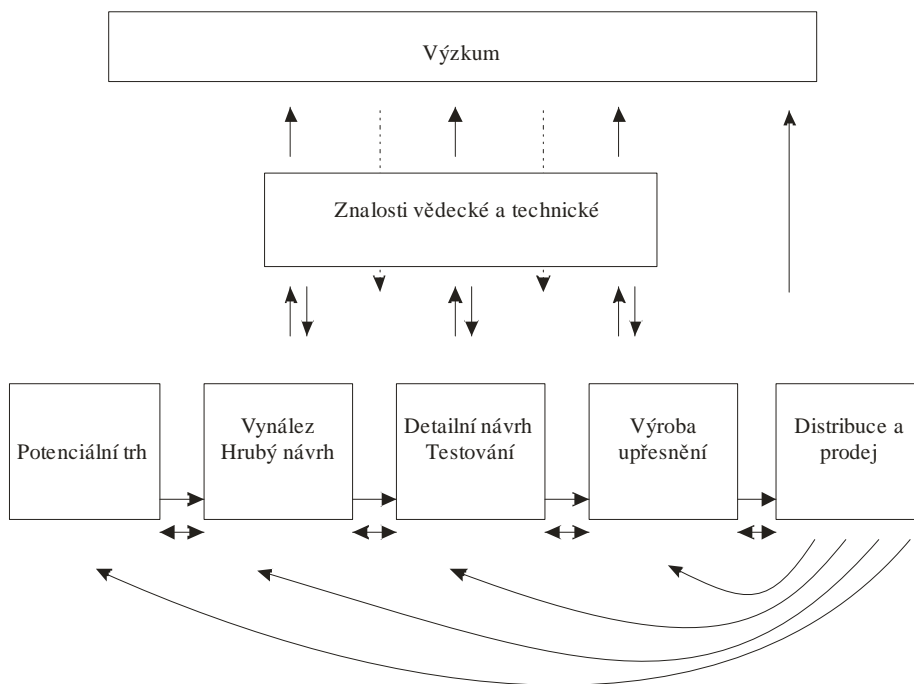 Výzkum
Znalosti vědecké a technické
Potenciální trh
Vynález
Hrubý návrh
Detailní návrh
Testování
Výroba
upřesnění
Distribuce a
prodej